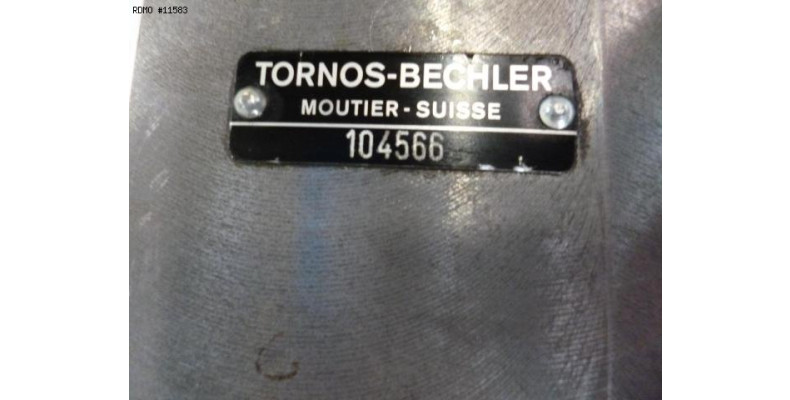 RDMO #11583
TORNOS-BECHLER
MOUTIER - SUISSE
104566